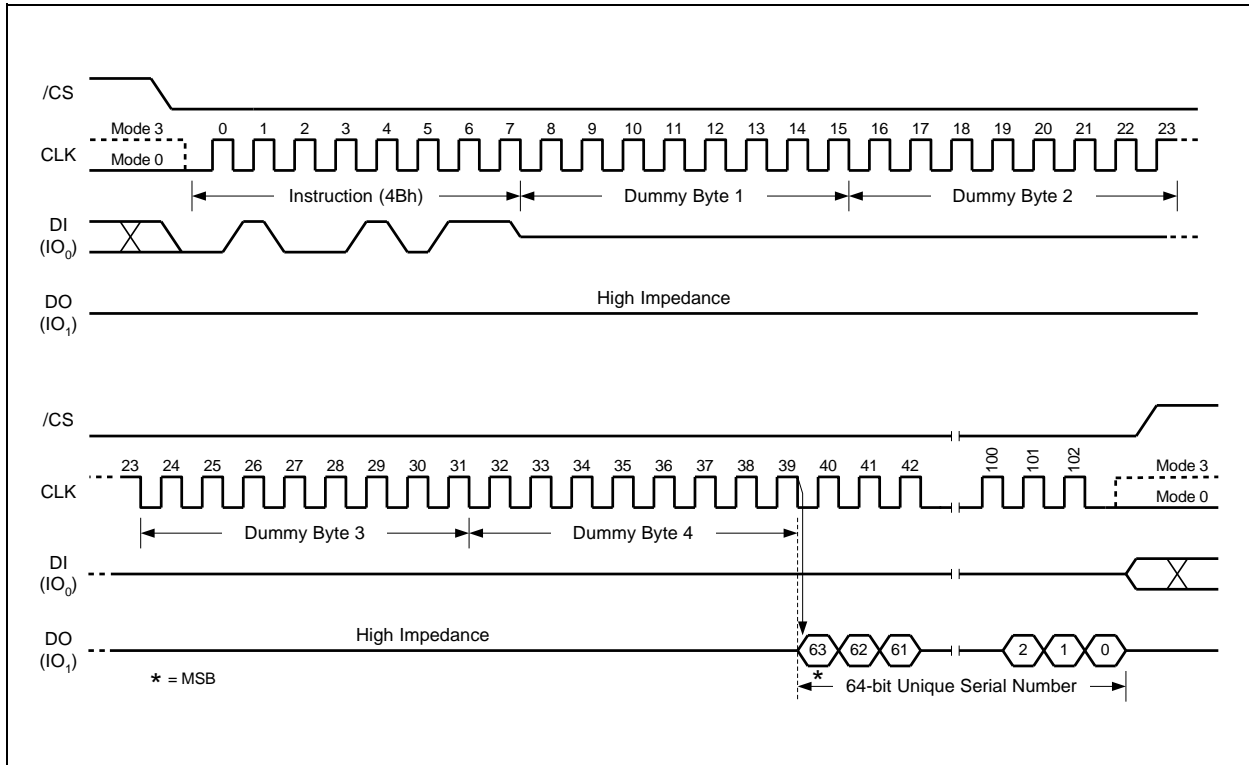 /CS
Mode 3 0 1 2 3 4 5 6 7 8 9 10 11 12 13 14 15 16 17 18 19 20 21 22 23
CLK
Mode 0
Instruction (4Bh) Dummy Byte 1 Dummy Byte 2
DI
(IO0)
High Impedance
DO
(IO1)
/CS
23 24 25 26 27 28 29 30 31 32 33 34 35 36 37 38 39 40 41 42 100 101 102 Mode 3
CLK
Mode 0
Dummy Byte 3 Dummy Byte 4
DI
(IO0)
High Impedance
DO
(IO1)
63 62 61 2 1 0
* = MSB
* 64-bit Unique Serial Number